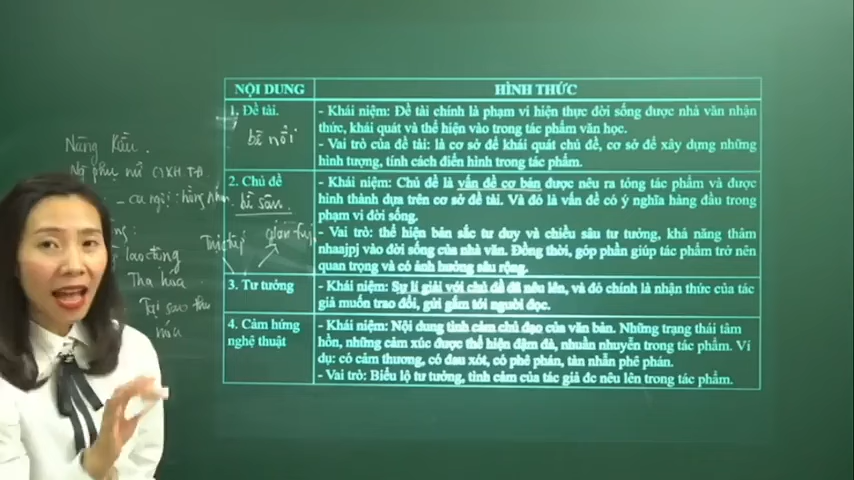 NỘI DUNG
HÌNH THỨC
1. Đề tài.
bề nổi
- Khái niệm: Đề tài chính là phạm vi hiện thực đời sống được nhà văn nhận
thức, khái quát và thể hiện vào trong tác phẩm văn học.
- Vai trò của đề tài: là cơ sở để khái quát chủ đề, cơ sở để xây dựng những
hình tượng, tính cách điển hình trong tác phẩm.
2. Chủ đề
bề sâu
- Khái niệm: Chủ đề là vấn đề cơ bản được nêu ra tỏng tác phẩm và được
hình thành dựa trên cơ sở đề tài. Và đó là vấn đề có ý nghĩa hàng đầu trong
phạm vi đời sống.
- Vai trò: thể hiện bản sắc tư duy và chiều sâu tư tưởng, khả năng thâm
nhaajpj vào đời sống của nhà văn. Đồng thời, góp phần giúp tác phẩm trở nên
quan trọng và có ảnh hưởng sâu rộng.
3. Tư tưởng
- Khái niệm: Sự lí giải với chủ đề đã nêu lên, và đó chính là nhận thức của tác
giả muốn trao đổi, gửi gắm tới người đọc.
4. Cảm hứng
nghệ thuật
- Khái niệm: Nội dung tình cảm chủ đạo của văn bản. Những trạng thái tâm
hồn, những cảm xúc được thể hiện đậm đà, nhuần nhuyễn trong tác phẩm. Ví
dụ: có cảm thương, có đau xót, có phê phán, tàn nhẫn phê phán.
- Vai trò: Biểu lộ tư tưởng, tình cảm của tác giả đc nêu lên trong tác phẩm.
Nàng Kiều.
lao động
Tha hóa
Tại sao